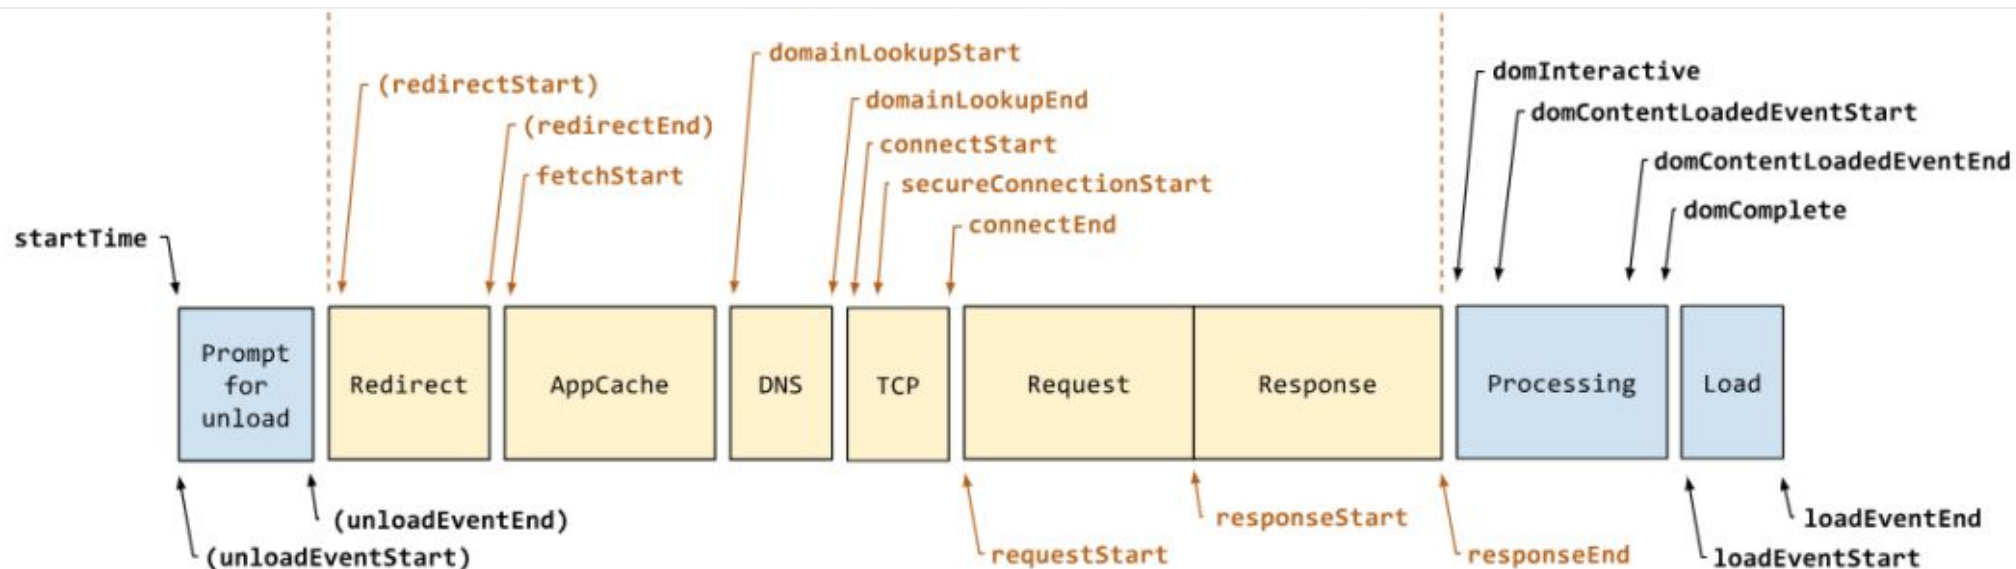 domainLookupStart
domInteractive
(redirectStart)
domainLookupEnd
domContentLoadedEventStart
(redirectEnd)
connectStart
domContentLoadedEventEnd
fetchStart
secureConnectionStart
domComplete
connectEnd
startTime
Prompt
for
unload
Redirect
AppCache
DNS
TCP
Request
Response
Processing
Load
(unloadEventEnd)
responseStart
loadEventEnd
(unloadEventStart)
requestStart
responseEnd
loadEventStart